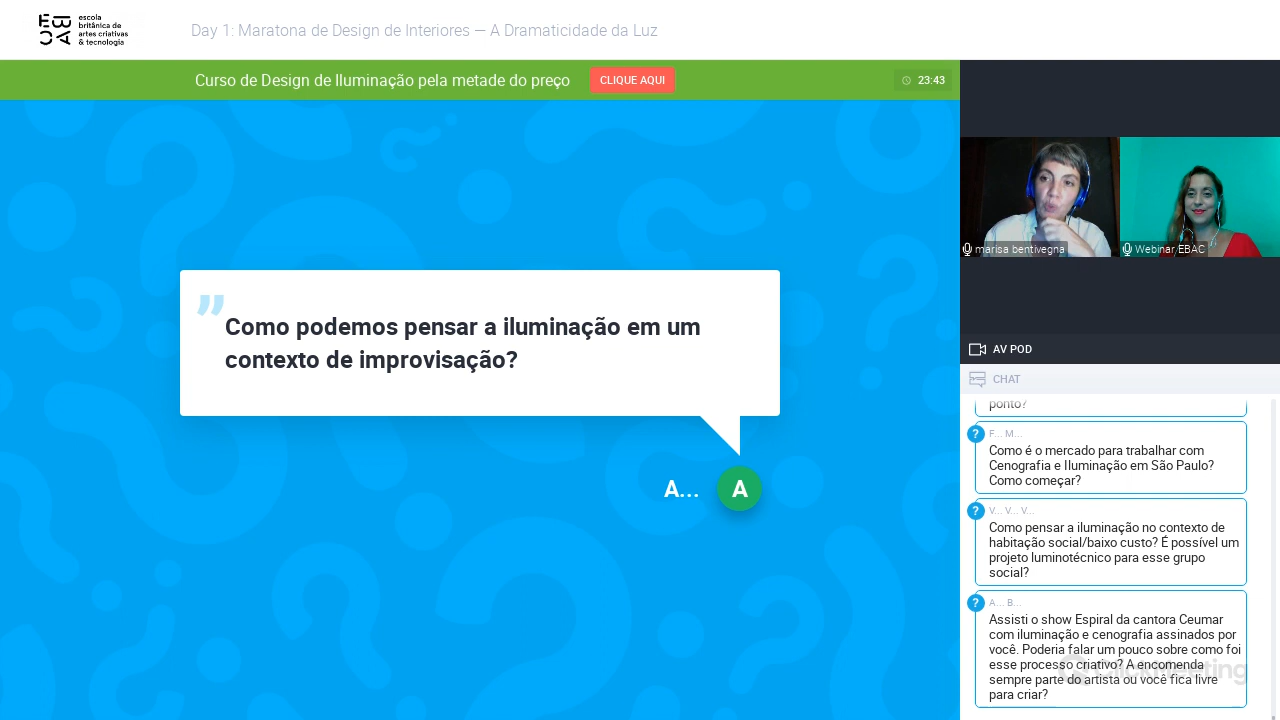 escola
britânica de
artes criativas
& tecnologia
EBAC
Day 1: Maratona de Design de Interiores — A Dramaticidade da Luz
Curso de Design de Iluminação pela metade do preço
CLIQUE AQUI
23:43
Como podemos pensar a iluminação em um
contexto de improvisação?
A...
A
marisa bentivegna
Webinar EBAC
AV POD
CHAT
ponto?
? F... M...
Como é o mercado para trabalhar com
Cenografia e Iluminação em São Paulo?
Como começar?
? V... V... V...
Como pensar a iluminação no contexto de
habitação social/baixo custo? É possível um
projeto luminotécnico para esse grupo
social?
? A... B...
Assisti o show Espiral da cantora Ceumar
com iluminação e cenografia assinados por
você. Poderia falar um pouco sobre como foi
esse processo criativo? A encomenda
sempre parte do artista ou você fica livre
para criar?
ClickMeeting